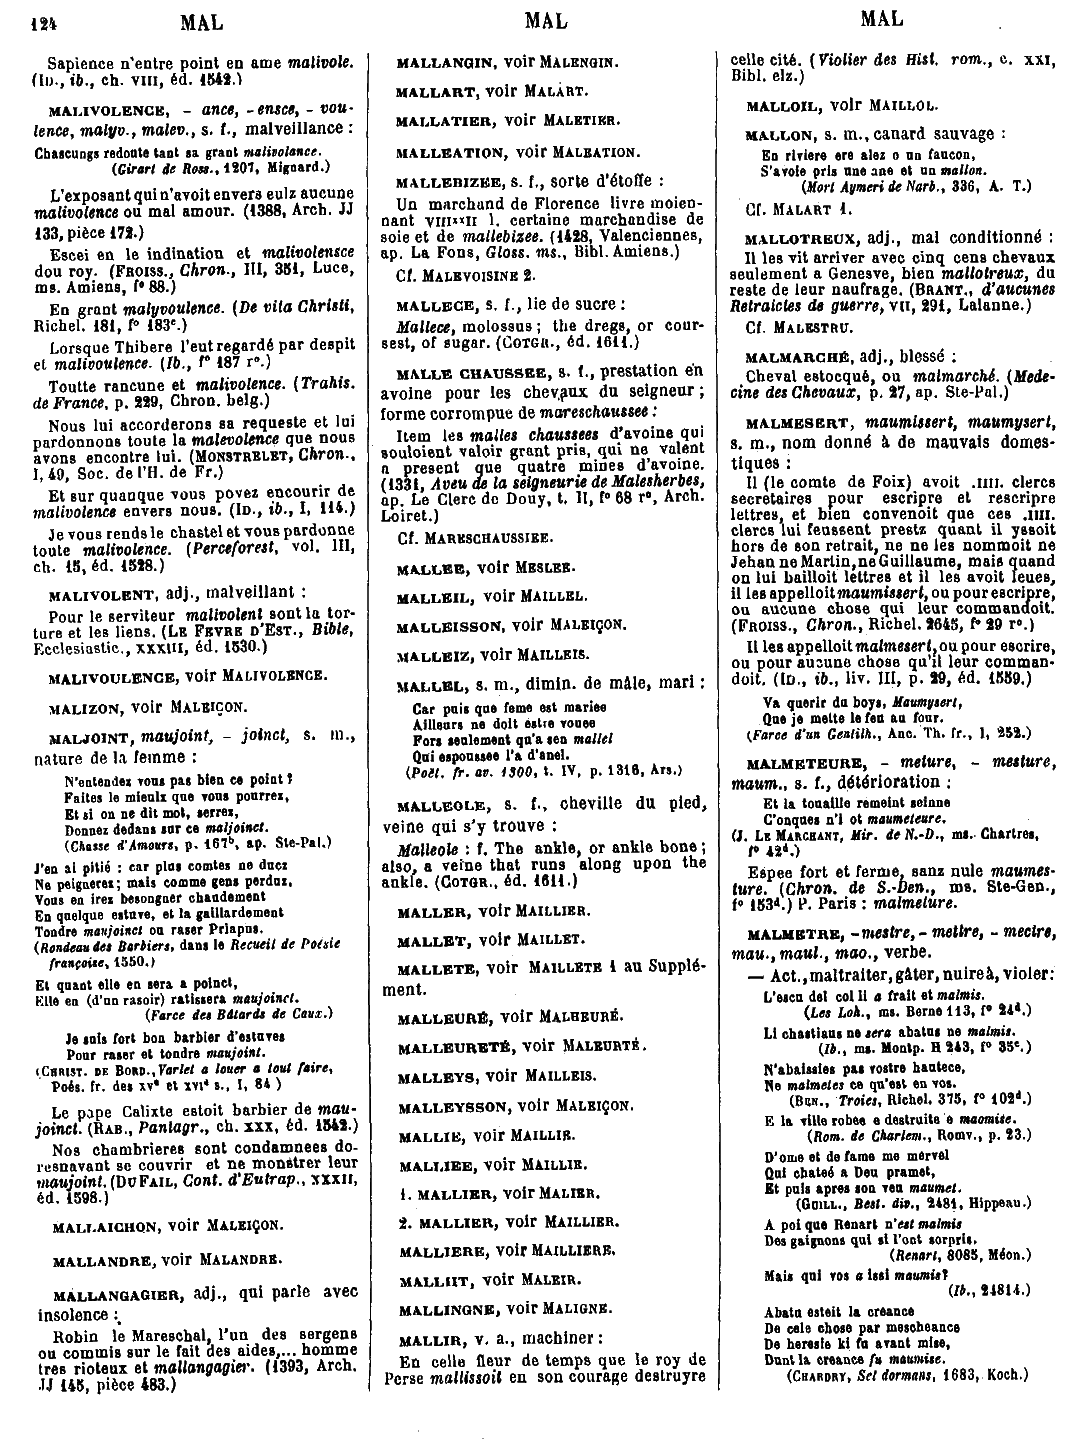 124 MAL MAL MAL
Sapience n'entre point en ame malivole.
(ID., ib., ch. VIII, éd. 1542.)
MALIVOLENCE, - ance, - ensce, - vou-
lence, malyv., malev., s. f., malveillance :
Chascungs redoute tant sa grant malivolance.
(Girart de Ross., 1207, Mignard.)
L'exposant qui n'avoit envers eulz aucune
malivolence ou mal amour. (1388, Arch. JJ
133, pièce 172.)
Escei en le indination et malivolensce
dou roy. (FROISS., Chron., III, 351, Luce,
ms. Amiens, f° 88.)
En grant malyvoulence. (De vita Christi,
Richel. 181, f° 183c.)
Lorsque Thibere l'eut regardé par despit
et malivoulence. (Ib., f° 187 r°.)
Toutte rancune et malivolence. (Trahis.
de France, p. 229, Chron. belg.)
Nous lui accorderons sa requeste et lui
pardonnons toute la malevolence que nous
avons encontre lui. (MONSTRELET, Chron.,
I, 49, Soc. de l'H. de Fr.)
Et sur quanque vous povez encourir de
malivolence envers nous. (ID., ib., I, 114.)
Je vous rends le chastel et vous pardonne
toute malivolence. (Perceforest, vol. III,
ch. 15, éd. 1528.)
MALIVOLENT, adj., malveillant :
Pour le serviteur malivolent sont la tor-
ture et les liens. (LE FEVRE D'EST., Bible,
Ecclesiastic., XXXIII, éd. 1530.)
MALIVOULENCE, voir MALIVOLENCE.
MALIZON, voir MALEIÇON.
MALJOINT, maujoint, - joinct, s. m.,
nature de la femme :
N'entendez vous pas bien ce point ?
Faites le mieulx que vous pourrez,
Et si on ne dit mot, serrez,
Donnez dedans sur ce maljoinct.
(Chasse d'Amours, p. 167b, ap. Ste-Pal.)
J'en ai pitié : car plus comtes ne ducz
Ne peigneres; mais comme gens perduz,
Vous en irez besongner chaudement
En quelque estuve, et la gaillardement
Tondre maujoinct ou raser Priapus.
(Rondeau des Barbiers, dans le Recueil de Poésie
françoise, 1550.)
Et quant elle en sera a poinct,
Elle en (d'un rasoir) ratissera maujoinct.
(Farce des Bâtards de Caux.)
Je suis fort bon barbier d'estuves
Pour raser et tondre maujoint.
(CHRIST. DE BORD., Varlet a louer a tout faire,
Poés. fr. des XVe et XVIe s., I, 84)
Le pape Calixte estoit barbier de mau-
joinct. (RAB., Pantagr., ch. XXX, éd. 1542.)
Nos chambrieres sont condamnees do-
resnavant se couvrir et ne monstrer leur
maujoint. (DU FAIL, Cont. d'Eutrap., XXXII,
éd. 1598.)
MALLAICHON, voir MALEIÇON.
MALLANDRE, voir MALANDRE.
MALLANGAGIER, adj., qui parle avec
insolence :
Robin le Mareschal, l'un des sergens
ou commis sur le fait des aides,... homme
tres rioteux et mallangagier. (1393, Arch.
JJ 145, pièce 483.)
MALLANGIN, voir MALENGIN.
MALLART, voir MALART.
MALLATIER, voir MALETIER.
MALLEATION, voir MALEATION.
MALLEBIZEE, s. f., sorte d'étoffe :
Un marchand de Florence livre moien-
nant VIIIxxII l. certaine marchandise de
soie et de mallebizee. (1428, Valenciennes,
ap. La Fons, Gloss. ms., Bibl. Amiens.)
Cf. MALEVOISINE 2.
MALLECE, s. f., lie de sucre :
Mallece, molossus ; the dregs, or cour-
sest, of sugar. (COTGR., éd. 1611.)
MALLE CHAUSSEE, s. f., prestation en
avoine pour les chevaux du seigneur ;
forme corrompue de mareschaussee :
Item les malles chaussees d'avoine qui
souloient valoir grant pris, qui ne valent
a present que quatre mines d'avoine.
(1331, Aveu de la seigneurie de Malesherbes,
ap. Le Clerc de Douy, t. II, f° 68 r°, Arch.
Loiret.)
Cf. MARESCHAUSSIEE.
MALLEE, voir MESLEE.
MALLEIL, voir MAILLEL.
MALLEISSON, voir MALEIÇON.
MALLEIZ, voir MAILLEIS.
MALLEL, s. m., dimin. de mâle, mari :
Car puis que feme est mariee
Ailleurs ne doit estre vouee
Fors seulement qu'a sen mallel
Qui espoussee l'a d'anel.
(Poët. fr. av. 1300, t. IV, p. 1316, Ars.)
MALLEOLE, s. f., cheville du pied,
veine qui s'y trouve :
Malleole : f. The ankle, or ankle bone ;
also, a veine that runs along upon the
ankle. (COTGR., éd. 1611.)
MALLER, voir MAILLIER.
MALLET, voir MAILLET.
MALLETE, voir MAILLETE 1 au Supplé-
ment.
MALLEURÉ, voir MALHEURÉ.
MALLEURETÉ, voir MALEURTÉ.
MALLEYS, voir MAILLEIS.
MALLEYSSON, voir MALEIÇON.
MALLIE, voir MAILLIE.
MALLIEE, voir MAILLIE.
1. MALLIER, voir MALIER.
2. MALLIER, voir MAILLIER.
MALLIERE, voir MAILLIERE.
MALLIIT, voir MALEIR.
MALLINGNE, voir MALIGNE.
MALLIR, v. a., machiner :
En celle fleur de temps que le roy de
Perse mallissoit en son courage destruyre
celle cité. (Violier des Hist. rom., c. XXI,
Bibl. elz.)
MALLOIL, voir MAILLOL.
MALLON, s. m., canard sauvage :
En riviere ere alez o un faucon,
S'avoie pris une ane et un mallon.
(Mort Aymeri de Narb., 336, A. T.)
Cf. MALART 1.
MALLOTREUX, adj., mal conditionné :
Il les vit arriver avec cinq cens chevaux
seulement a Genesve, bien mallotreux, du
reste de leur naufrage. (BRANT., d'aucunes
Retraictes de guerre, VII, 291, Lalanne.)
Cf. MALESTRU.
MALMARCHÉ, adj., blessé :
Cheval estocqué, ou malmarché. (Mede-
cine des Chevaux, p. 27, ap. Ste-Pal.)
MALMESERT, maumissert, maumysert,
s. m., nom donné à de mauvais domes-
tiques :
Il (le comte de Foix) avoit .IIII. clercs
secretaires pour escripre et rescripre
lettres, et bien convenoit que ces .IIII.
clercs lui feussent prestz quant il yssoit
hors de son retrait, ne ne les nommoit ne
Jehan ne Martin, ne Guillaume, mais quand
on lui bailloit lettres et il les avoit leues,
il les appelloit maumissert, ou pour escripre,
ou aucune chose qui leur commandoit.
(FROISS., Chron., Richel. 2645, f° 29 r°.)
Il les appelloit malmesert, ou pour escrire,
ou pour aucune chose qu'il leur comman-
doit. (ID., ib., liv. III, p. 29, éd. 1559.)
Va querir du boys, Maumysert,
Que je mette le feu au four.
(Farce d'un Gentilh., Anc. Th. fr., I, 252.)
MALMETEURE, - meture, - mesture,
maum., s. f., détérioration :
Et la touaille remeint seinne
C'onques n'i ot maumeteure.
(J. LE MARCHANT, Mir. de N.-D., ms. Chartres,
f° 42d.)
Espee fort et ferme, sanz nule maumes-
ture. (Chron. de S.-Den., ms. Ste-Gen.,
f° 153d.) P. Paris : malmeture.
MALMETRE, - mestre, - mettre, - mectre,
mau., maul., mao., verbe.
— Act., maltraiter, gâter, nuire à, violer :
L'escu del col li a frait et malmis.
(Les Loh., ms. Berne 113, f° 24d.)
Li chastiaus ne sera abatus ne malmis.
(Ib., ms. Montp. H 243, f° 35c.)
N'abaissies pas vostre hautece,
Ne malmetes ce qu'est en vos.
(BEN., Troies, Richel. 375, f° 102d.)
E la ville robee e destruite e maomise.
(Rom. de Charlem., Romv., p. 23.)
D'ome et de fame me mervel
Qui chateé a Deu pramet,
Et puis apres son veu maumet.
(GUILL., Best. div., 2481, Hippeau.)
A poi que Renart n'est malmis
Des gaignons qui si l'ont sorpris.
(Renart, 8085, Méon.)
Mais qui vos a issi maumis ?
(Ib., 24814.)
Abatu esteit la creance
De cele chose par mescheance
De heresie ki fu avant mise,
Dunt la creance fu maumise.
(CHARDRY, Set dormans, 1683, Koch.)